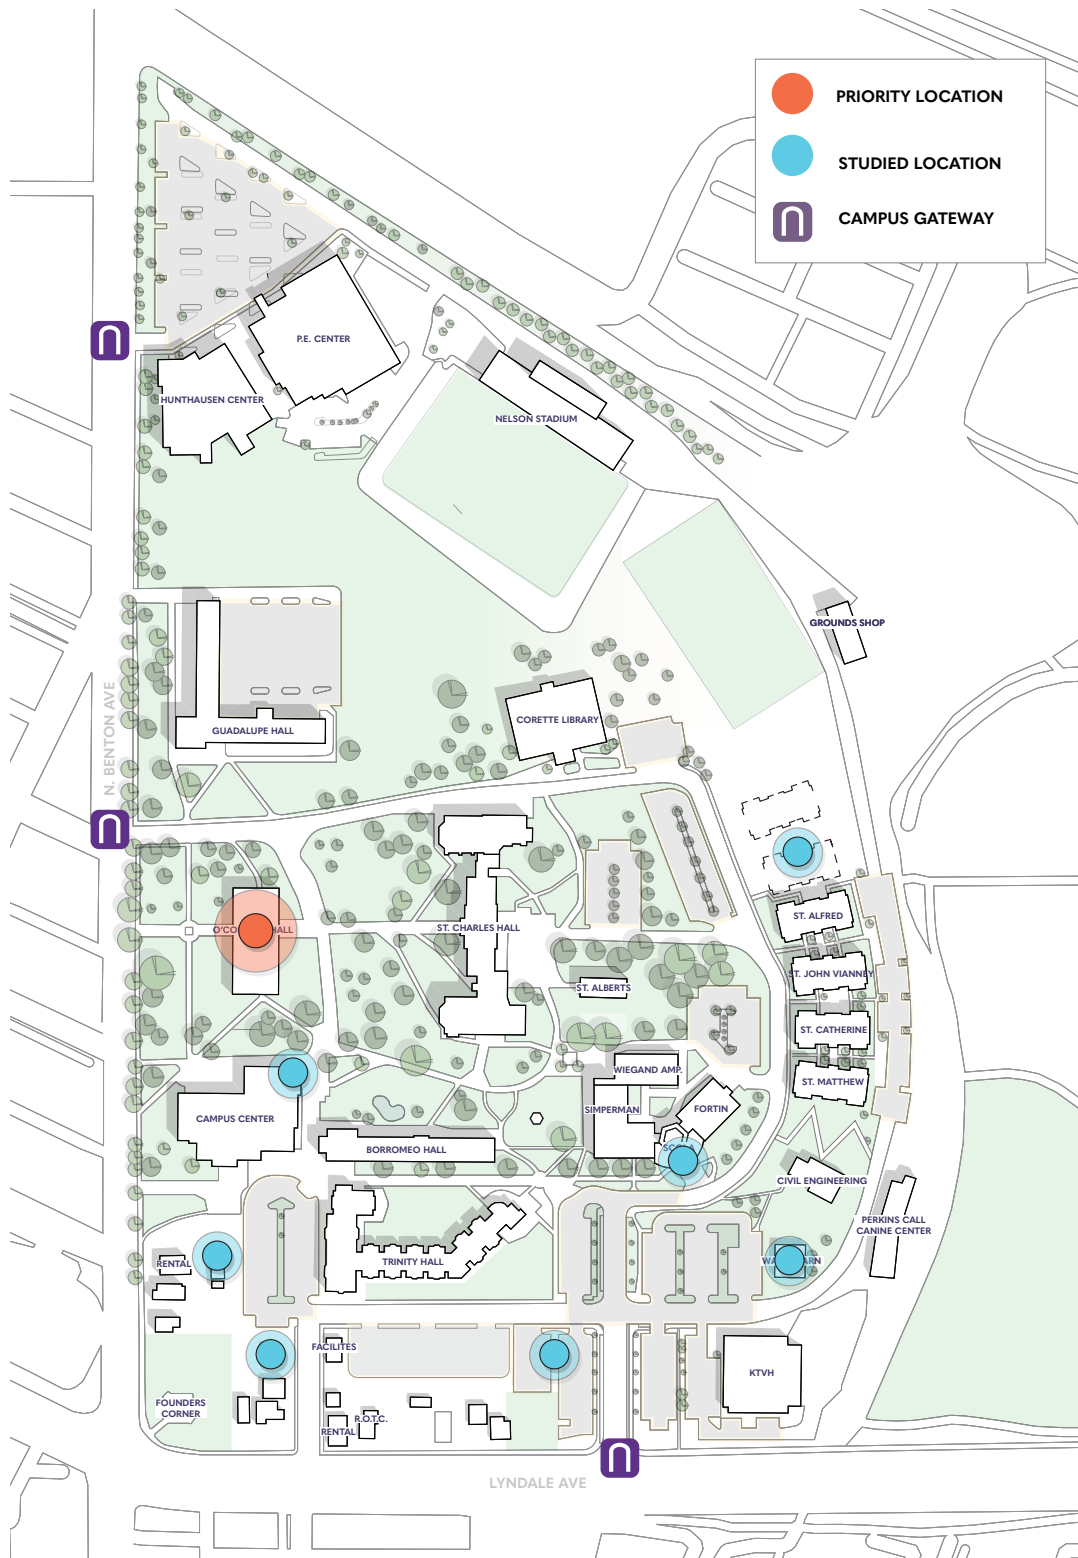 PRIORITY LOCATION
STUDIED LOCATION
CAMPUS GATEWAY
P.E. CENTER
HUNTHAUSEN CENTER
NELSON STADIUM
GROUNDS SHOP
N. BENTON AVE
CORETTE LIBRARY
GUADALUPE HALL
ST. ALFRED
ST. CHARLES HALL
HALL
ST. JOHN VIANNEY
ST. ALBERTS
ST. CATHERINE
WIEGAND AMP.
ST. MATTHEW
SIMPERMAN
FORTIN
CAMPUS CENTER
BORROMEO HALL
CIVIL ENGINEERING
PERKINS CALL
CANINE CENTER
RENTAL
TRINITY HALL
FACILITES
KTVH
FOUNDERS
CORNER
R.O.T.C.
RENTAL
LYNDALE AVE